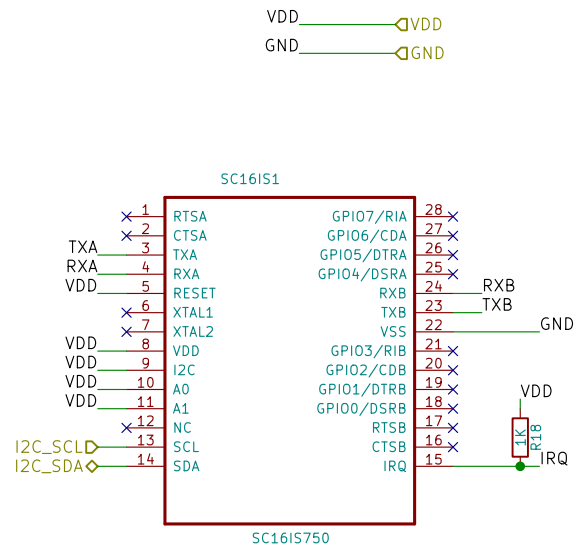 VDD VDD
GND GND
SC16IS1
1 RTSA GPIO7/RIA 28
2 CTSA GPIO6/CDA 27
TXA 3 TXA GPIO5/DTRA 26
RXA 4 RXA GPIO4/DSRA 25
VDD 5 RESET RXB 24 RXB
6 XTAL1 TXB 23 TXB
7 XTAL2 VSS 22 GND
VDD 8 VDD GPIO3/RIB 21
VDD 9 I2C GPIO2/CDB 20
VDD 10 A0 GPIO1/DTRB 19 VDD
VDD 11 A1 GPIO0/DSRB 18
12 NC RTSB 17 1K R18
I2C_SCL 13 SCL CTSB 16
I2C_SDA 14 SDA IRQ 15 IRQ
SC16IS750